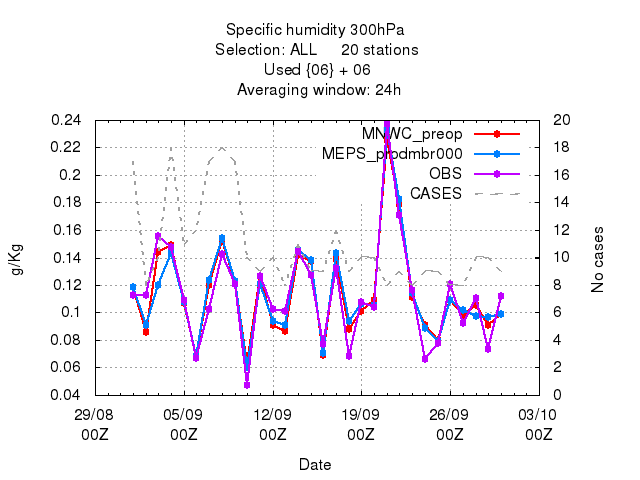 Specific humidity 300hPa
Selection: ALL 20 stations
Used {06} + 06
Averaging window: 24h
0.24
0.22
0.2
0.18
0.16
0.14
0.12
0.1
0.08
0.06
0.04
g/Kg
MNWC_preop
MEPS_prodmbr000
OBS
CASES
20
18
16
14
12
10
8
6
4
2
0
No cases
29/08 05/09 12/09 19/09 26/09 03/10
00Z 00Z 00Z 00Z 00Z 00Z
Date